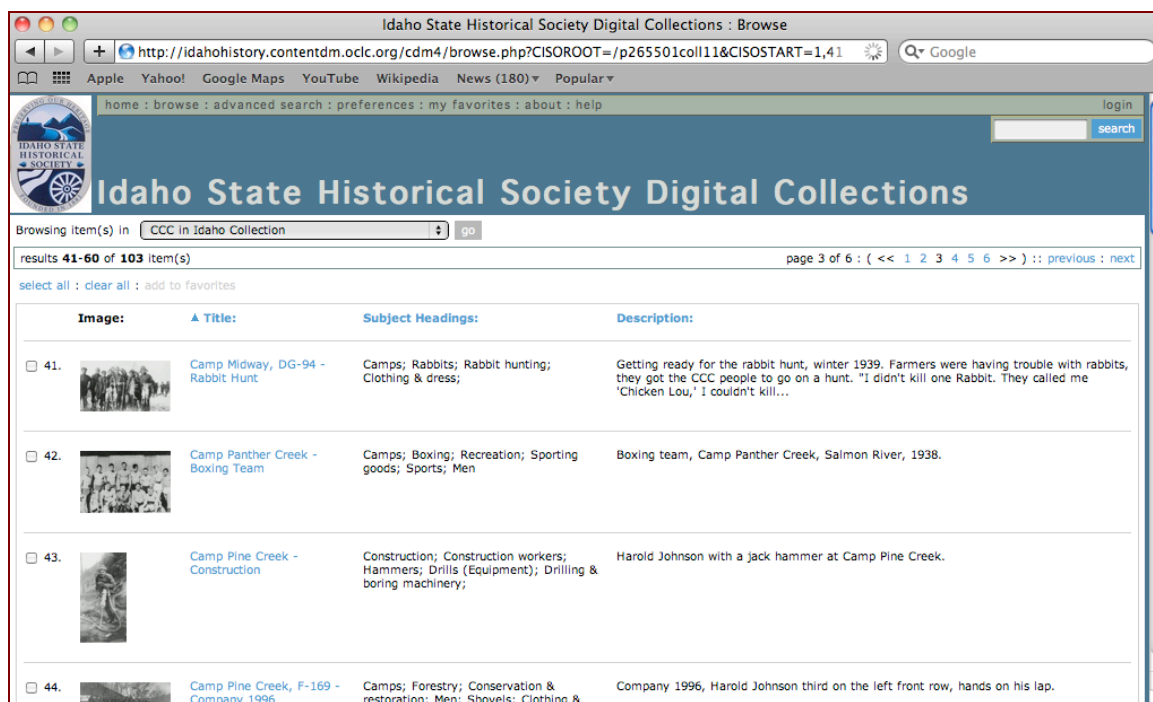 Idaho State Historical Society Digital Collections : Browse
http://idahohistory.contentdm.oclc.org/cdm4/browse.php?CISOROOT=/p265501coll11&CISOSTART=1,41
Google
Apple Yahoo! Google Maps YouTube Wikipedia News (180) Popular
home : browse : advanced search : preferences : my favorites : about : help
login
PRESERVING OUR HERITAGE
IDAHO STATE
HISTORICAL
SOCIETY
search
Idaho State Historical Society Digital Collections
Browsing item(s) in CCC in Idaho Collection go
results 41-60 of 103 item(s)
page 3 of 6 : ( << 1 2 3 4 5 6 >> ) :: previous : next
select all : clear all : add to favorites
Image: ▲ Title: Subject Headings: Description:
41.
Camp Midway, DG-94 -
Rabbit Hunt
Camps; Rabbits; Rabbit hunting;
Clothing & dress;
Getting ready for the rabbit hunt, winter 1939. Farmers were having trouble with rabbits,
they got the CCC people to go on a hunt. "I didn't kill one Rabbit. They called me
'Chicken Lou,' I couldn't kill...
42.
Camp Panther Creek -
Boxing Team
Camps; Boxing; Recreation; Sporting
goods; Sports; Men
Boxing team, Camp Panther Creek, Salmon River, 1938.
43.
Camp Pine Creek -
Construction
Construction; Construction workers;
Hammers; Drills (Equipment); Drilling &
boring machinery;
Harold Johnson with a jack hammer at Camp Pine Creek.
44.
Camp Pine Creek, F-169 -
Company 1996
Camps; Forestry; Conservation &
restoration; Men; Shovels; Clothing &
Company 1996, Harold Johnson third on the left front row, hands on his lap.